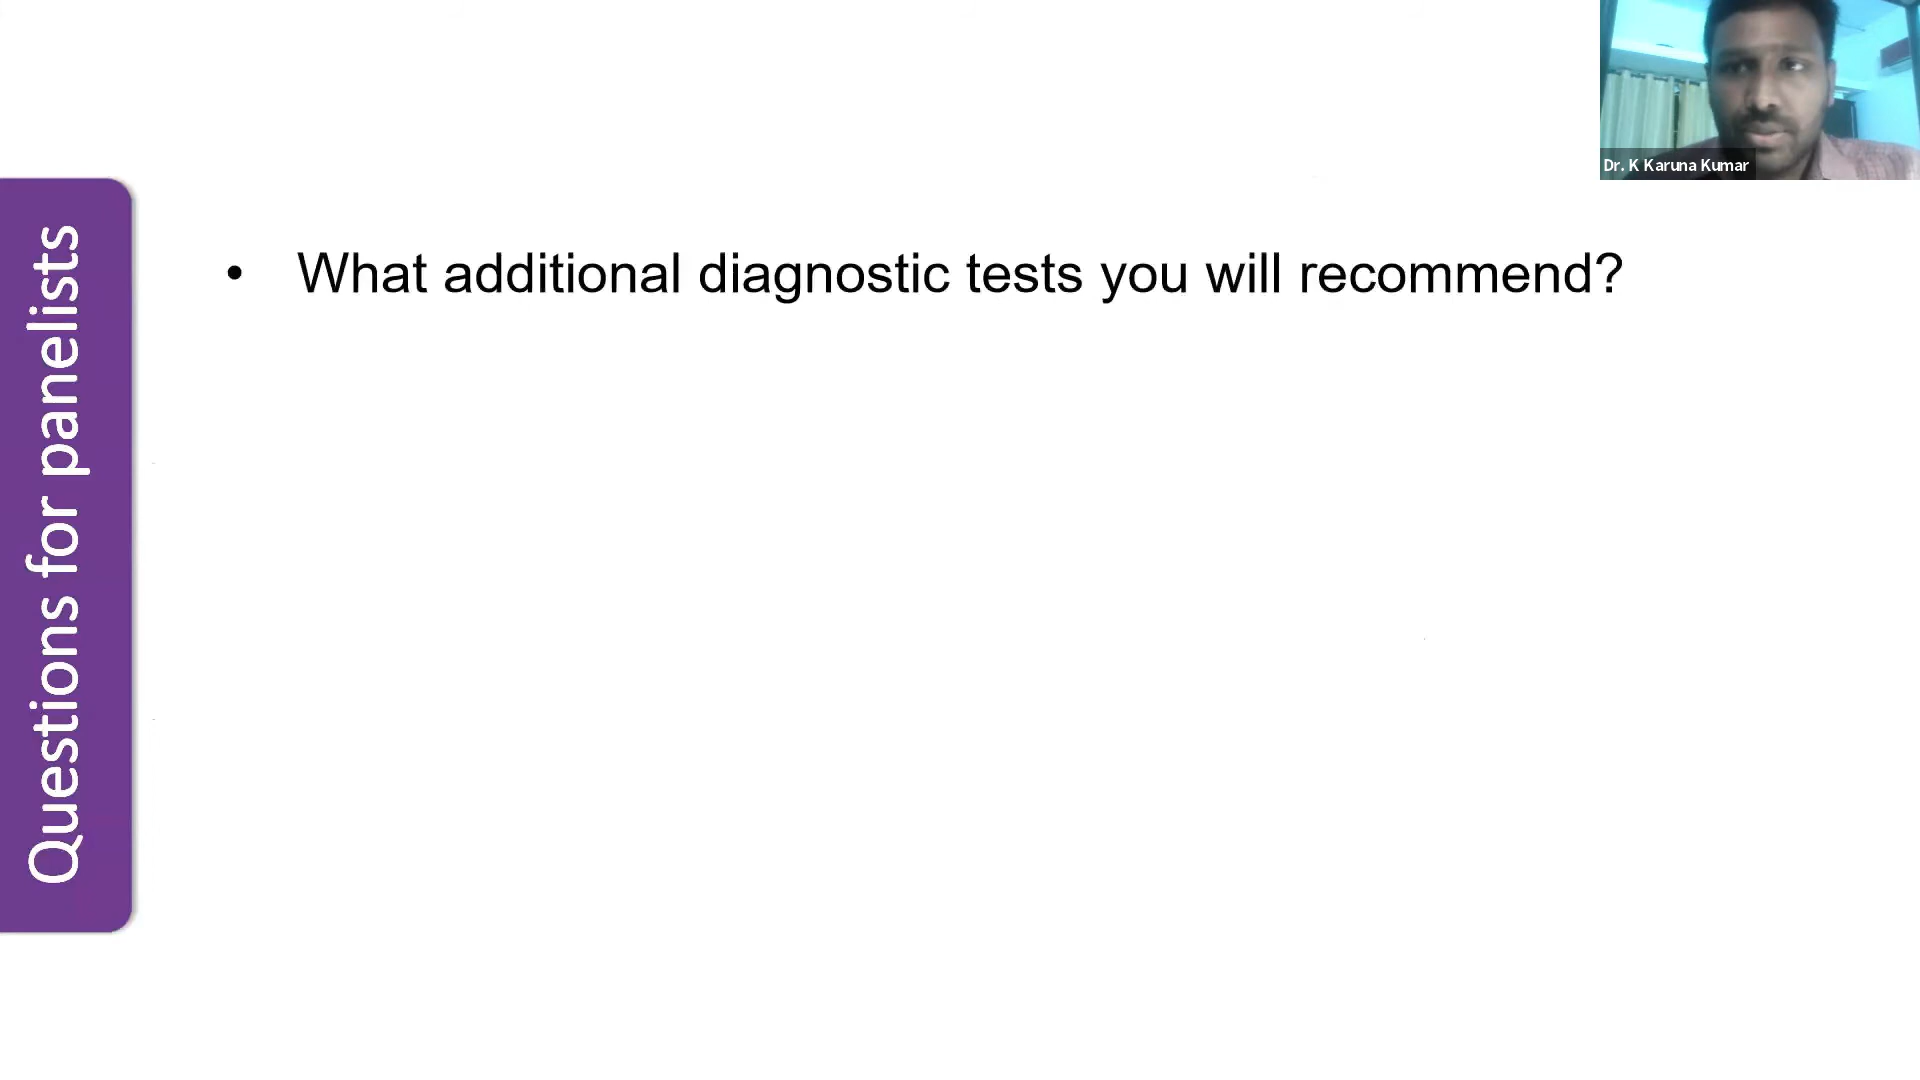 Dr. K Karuna Kumar
Questions for panelists
• What additional diagnostic tests you will recommend?